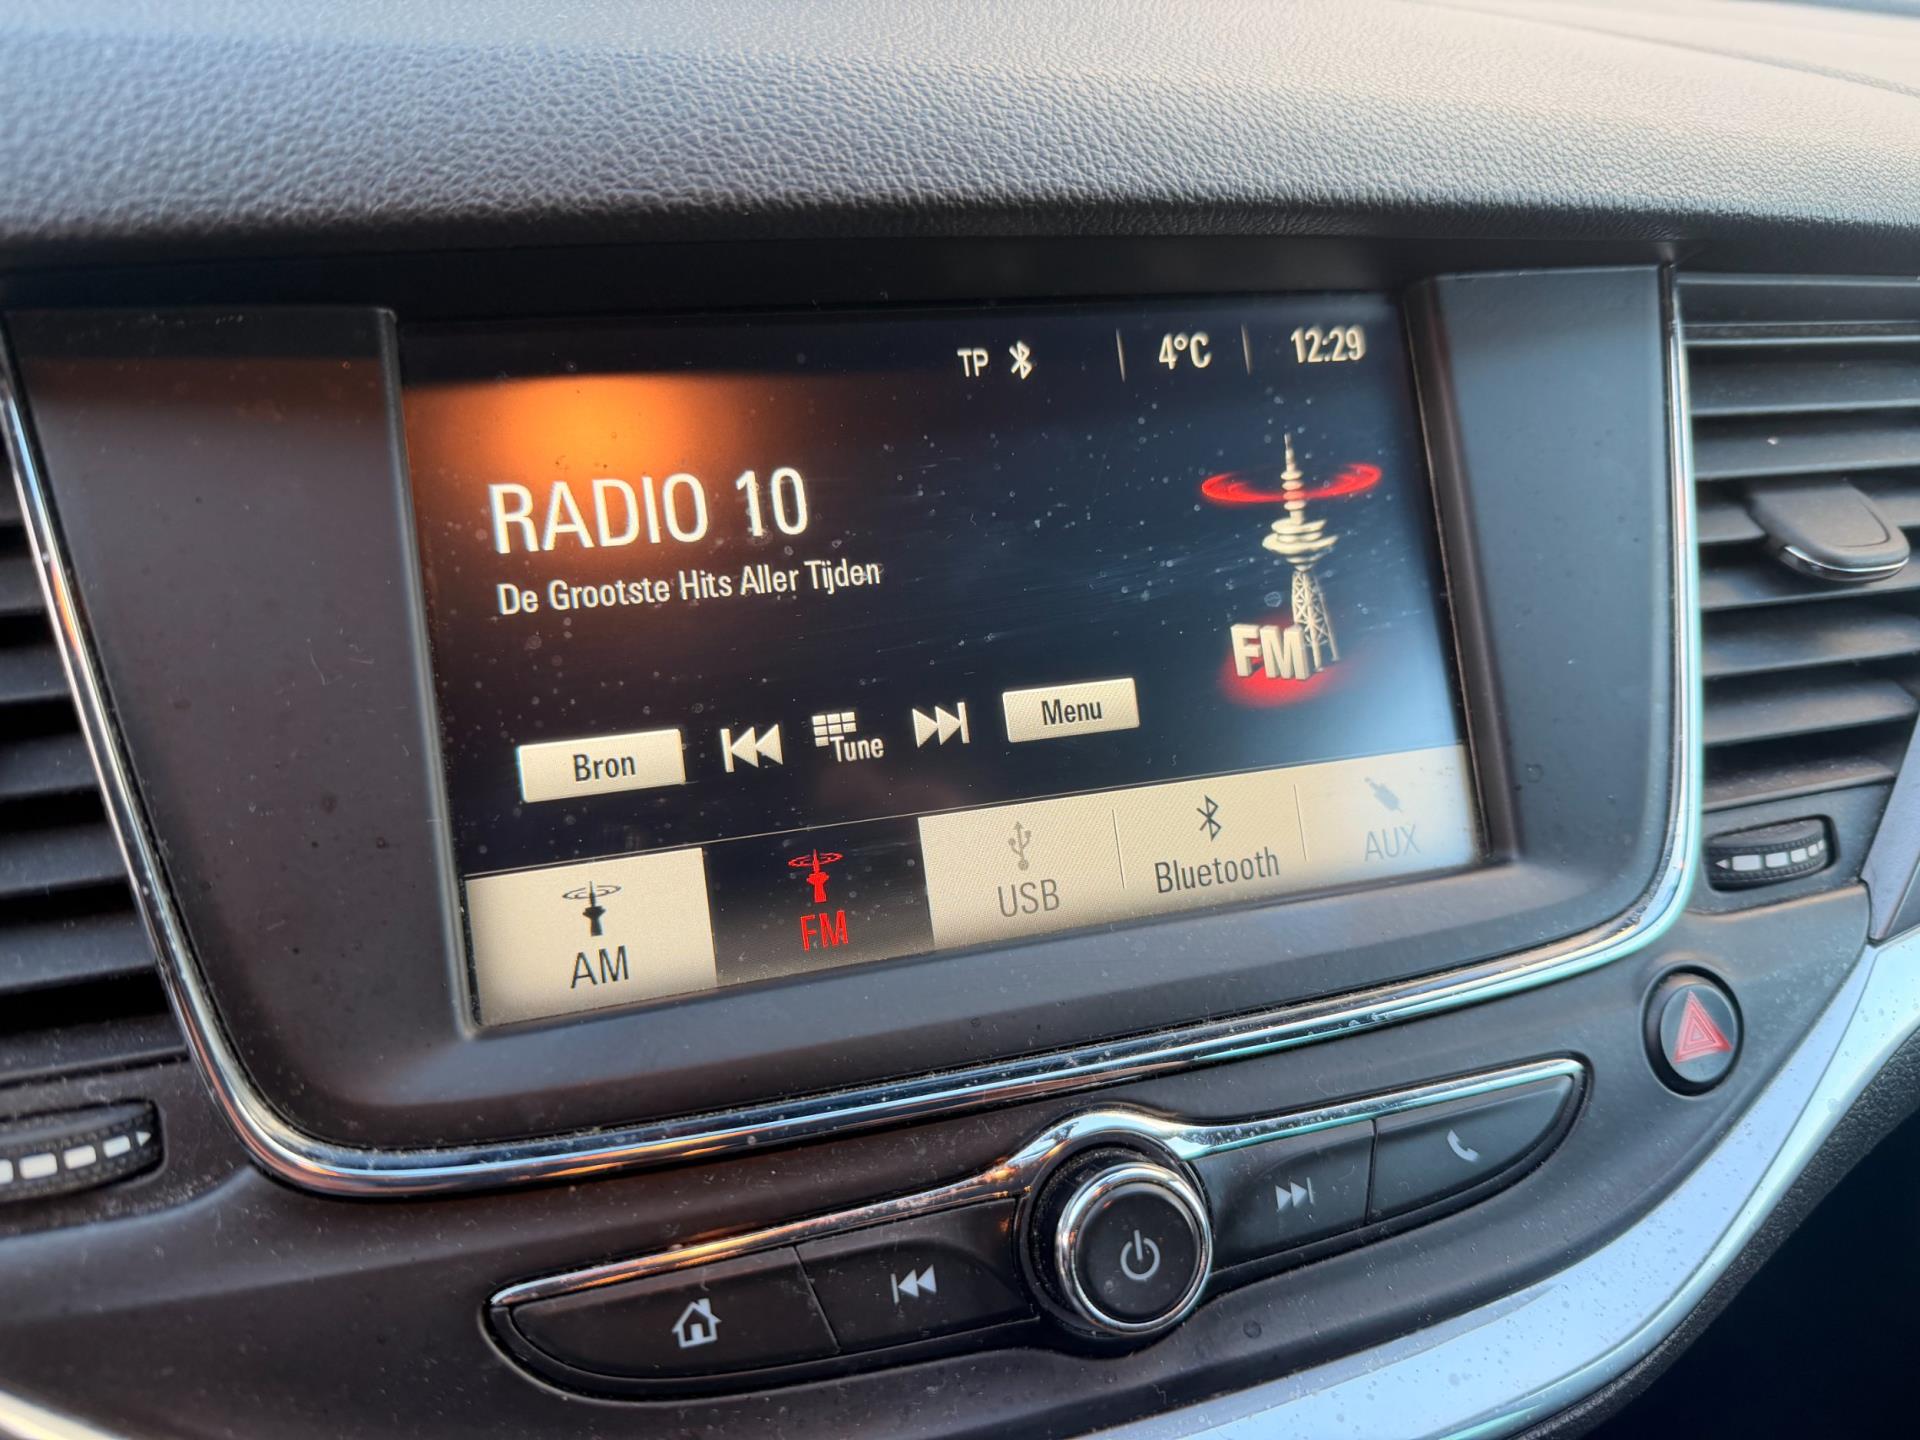 TP 4°C 12:29
RADIO 10
De Grootste Hits Aller Tijden
FM
Bron Tune Menu
AM FM USB Bluetooth AUX